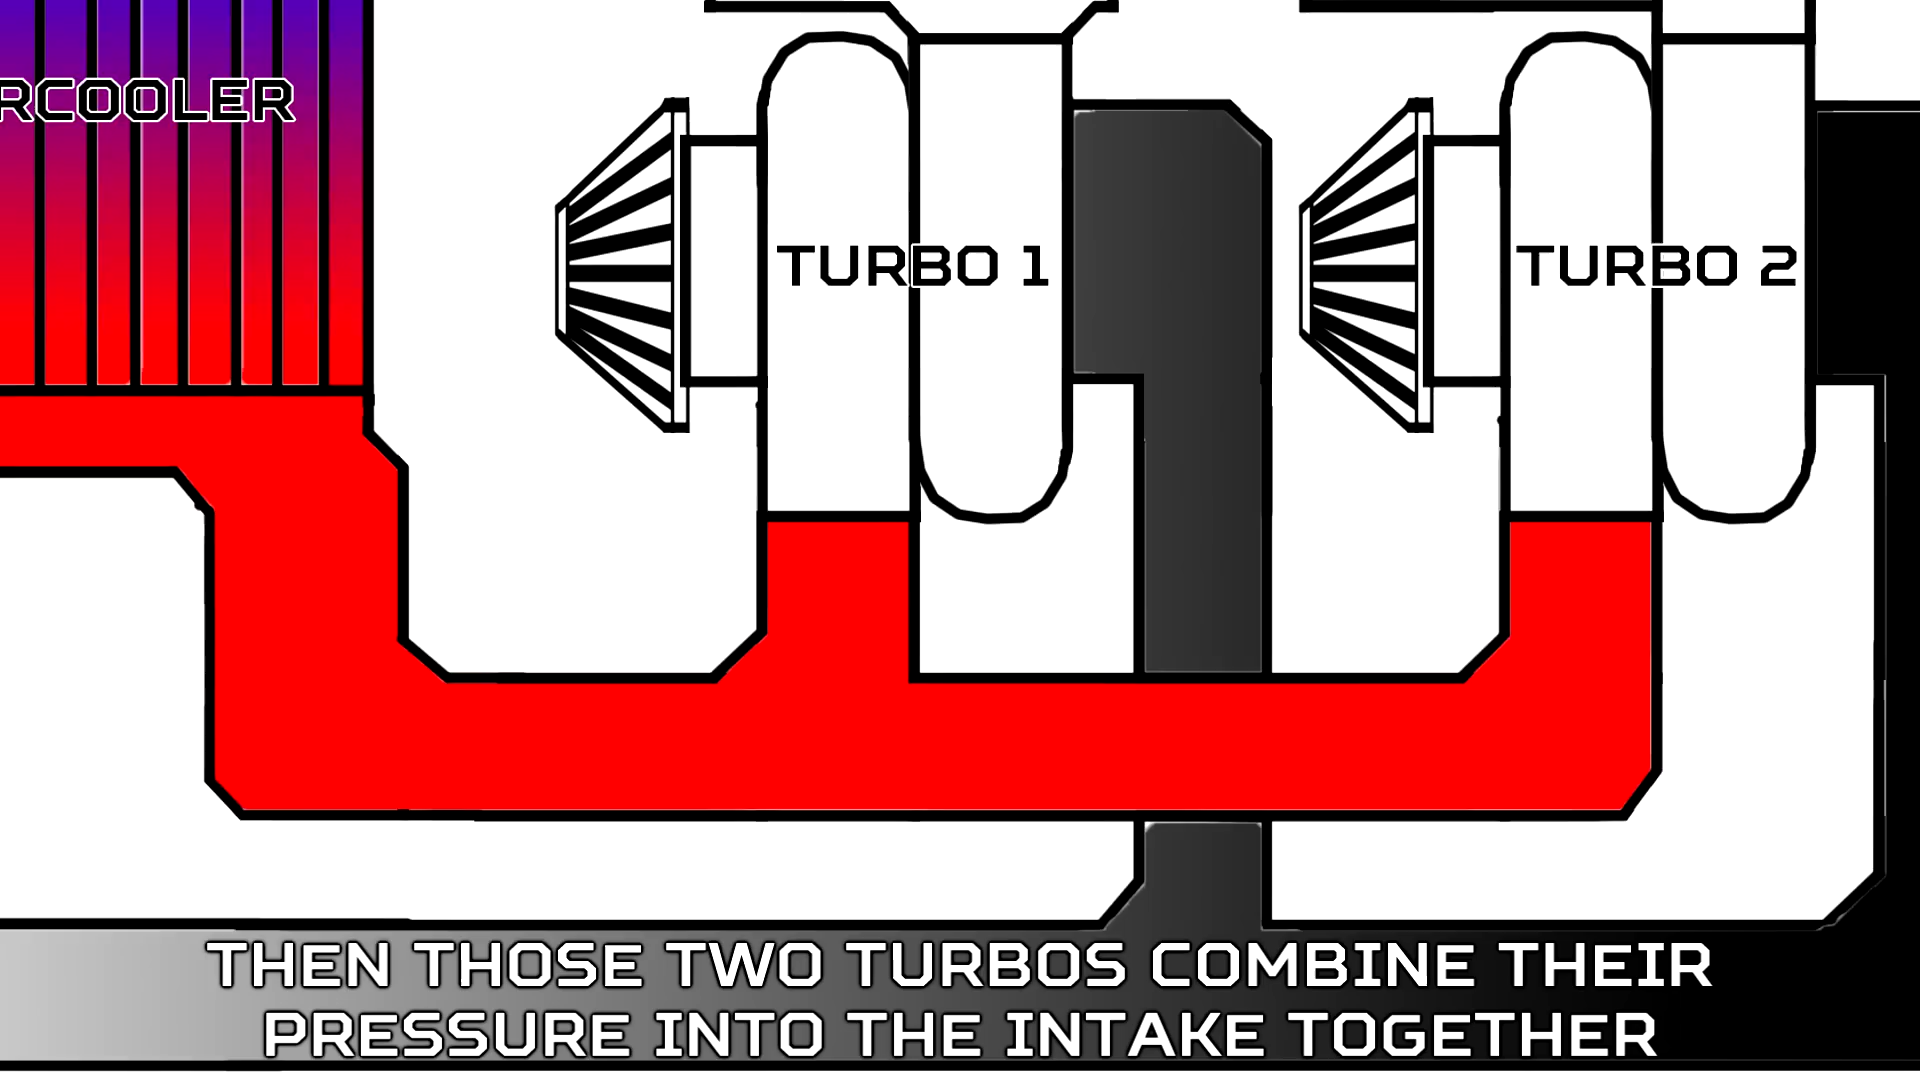 RCOOLER
TURBO 1
TURBO 2
THEN THOSE TWO TURBOS COMBINE THEIR
PRESSURE INTO THE INTAKE TOGETHER